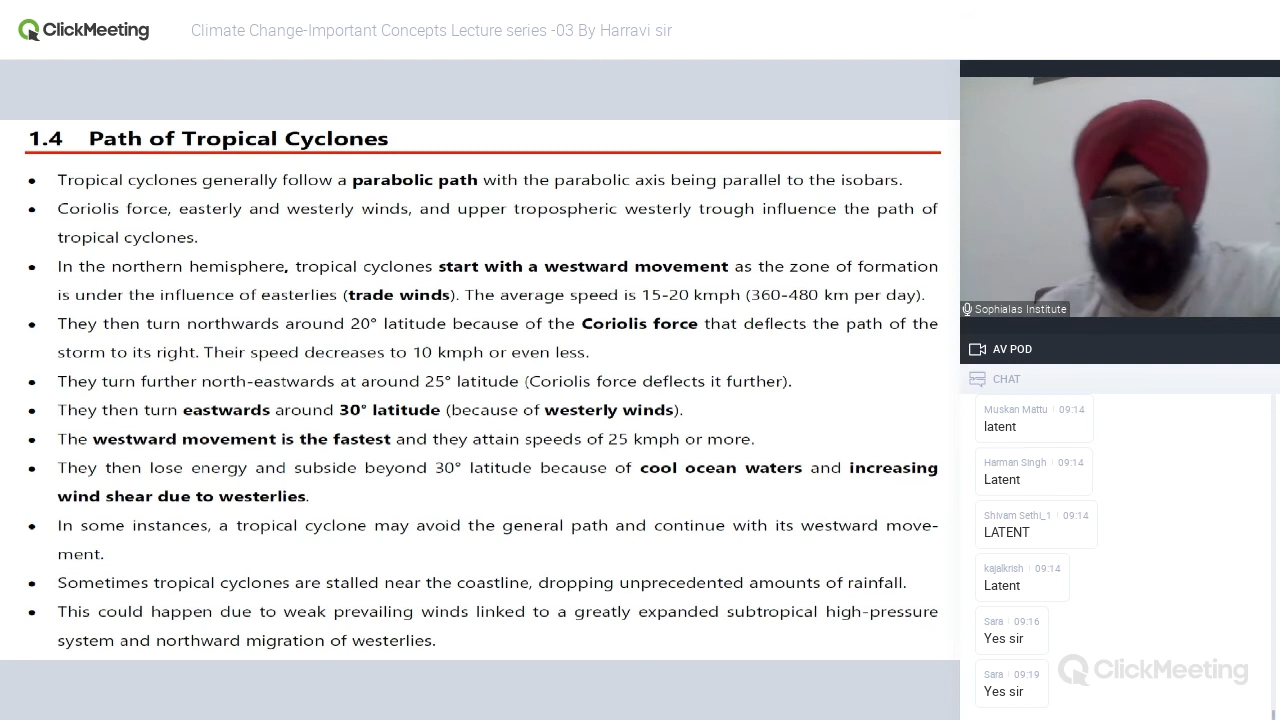 ClickMeeting
Climate Change-Important Concepts Lecture series -03 By Harravi sir
1.4 Path of Tropical Cyclones
• Tropical cyclones generally follow a parabolic path with the parabolic axis being parallel to the isobars.
• Coriolis force, easterly and westerly winds, and upper tropospheric westerly trough influence the path of
tropical cyclones.
• In the northern hemisphere, tropical cyclones start with a westward movement as the zone of formation
is under the influence of easterlies (trade winds). The average speed is 15-20 kmph (360-480 km per day).
• They then turn northwards around 20° latitude because of the Coriolis force that deflects the path of the
storm to its right. Their speed decreases to 10 kmph or even less.
• They turn further north-eastwards at around 25° latitude (Coriolis force deflects it further).
• They then turn eastwards around 30° latitude (because of westerly winds).
• The westward movement is the fastest and they attain speeds of 25 kmph or more.
• They then lose energy and subside beyond 30° latitude because of cool ocean waters and increasing
wind shear due to westerlies.
• In some instances, a tropical cyclone may avoid the general path and continue with its westward move-
ment.
• Sometimes tropical cyclones are stalled near the coastline, dropping unprecedented amounts of rainfall.
• This could happen due to weak prevailing winds linked to a greatly expanded subtropical high-pressure
system and northward migration of westerlies.
Sophialas Institute
AV POD
CHAT
Muskan Mattu 09:14
latent
Harman Singh 09:14
Latent
Shivam Sethi_1 09:14
LATENT
kajalkrish 09:14
Latent
Sara 09:16
Yes sir
Sara 09:19
Yes sir
ClickMeeting